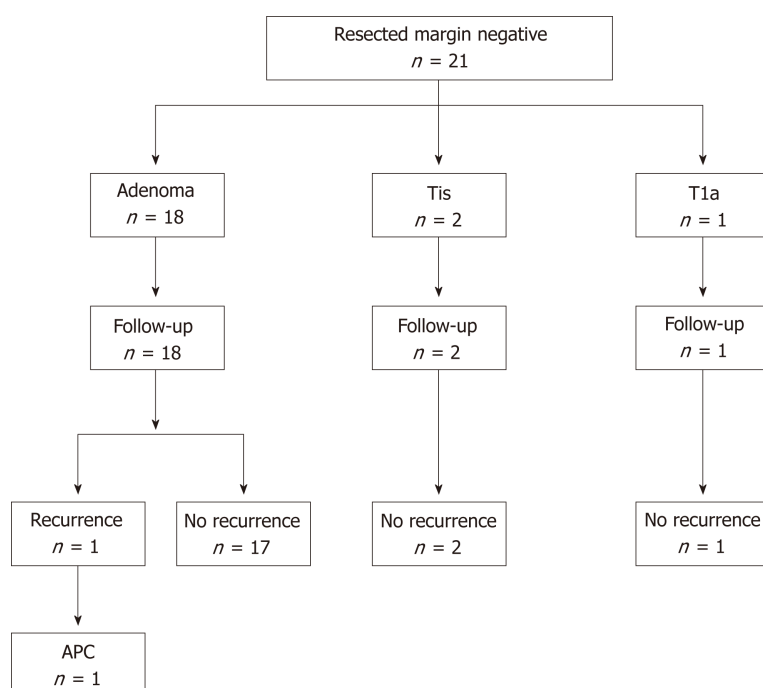 Resected margin negative
n = 21
Adenoma
n = 18
Tis
n = 2
T1a
n = 1
Follow-up
n = 18
Follow-up
n = 2
Follow-up
n = 1
Recurrence
n = 1
No recurrence
n = 17
No recurrence
n = 2
No recurrence
n = 1
APC
n = 1